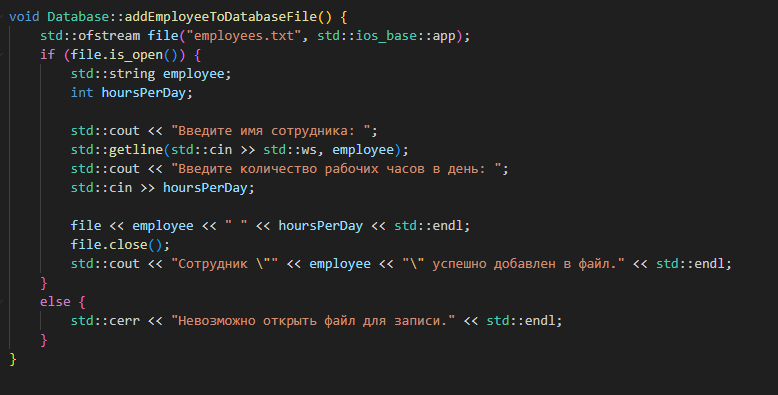 void Database::addEmployeeToDatabaseFile() {
    std::ofstream file("employees.txt", std::ios_base::app);
    if (file.is_open()) {
        std::string employee;
        int hoursPerDay;

        std::cout << "Введите имя сотрудника: ";
        std::getline(std::cin >> std::ws, employee);
        std::cout << "Введите количество рабочих часов в день: ";
        std::cin >> hoursPerDay;

        file << employee << " " << hoursPerDay << std::endl;
        file.close();
        std::cout << "Сотрудник \"" << employee << "\" успешно добавлен в файл." << std::endl;
    }
    else {
        std::cerr << "Невозможно открыть файл для записи." << std::endl;
    }
}